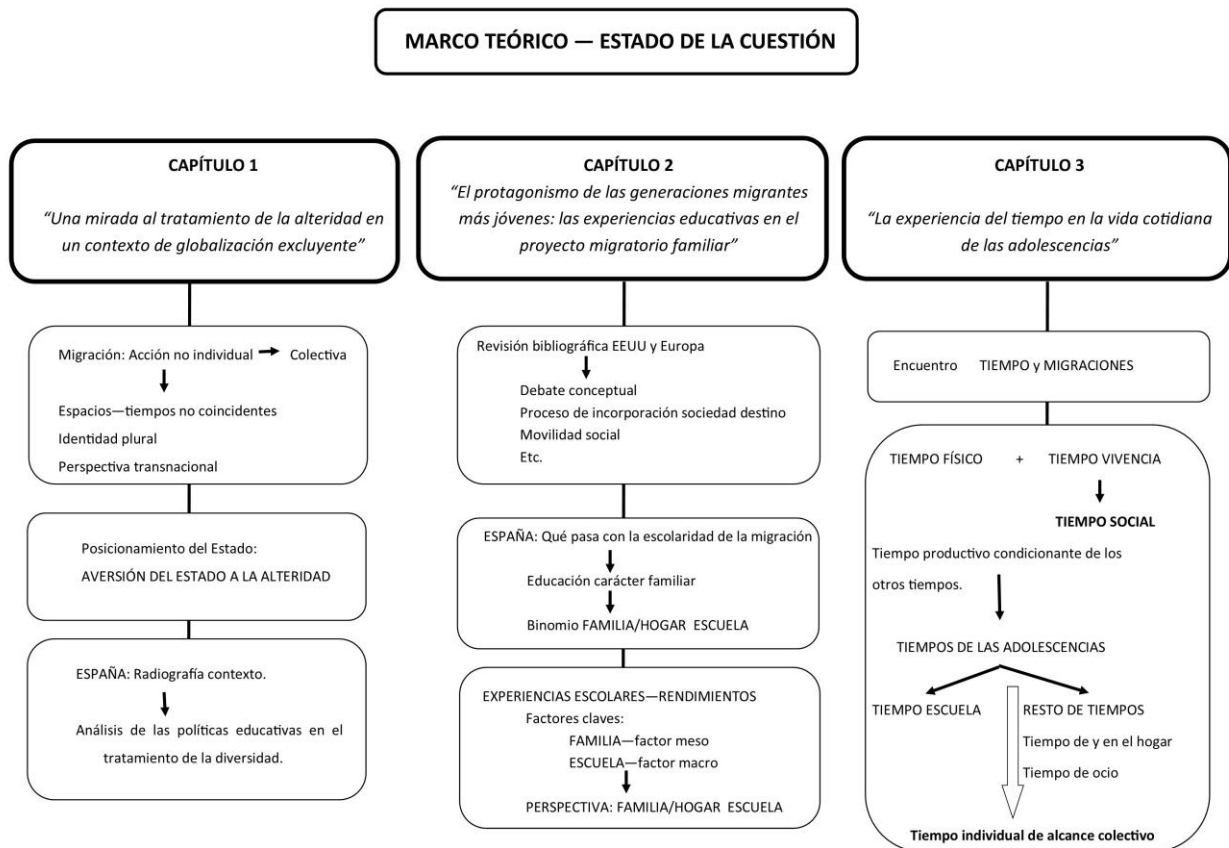 MARCO TEÓRICO — ESTADO DE LA CUESTIÓN
CAPÍTULO 1
“Una mirada al tratamiento de la alteridad en
un contexto de globalización excluyente”
Migración: Acción no individual
Colectiva
Espacios—tiempos no coincidentes
Identidad plural
Perspectiva transnacional
Posicionamiento del Estado:
AVERSIÓN DEL ESTADO A LA ALTERIDAD
ESPAÑA: Radiografía contexto.
Análisis de las políticas educativas en el
tratamiento de la diversidad.
CAPÍTULO 2
“El protagonismo de las generaciones migrantes
más jóvenes: las experiencias educativas en el
proyecto migratorio familiar”
Revisión bibliográfica EEUU y Europa
Debate conceptual
Proceso de incorporación sociedad destino
Movilidad social
Etc.
ESPAÑA: Qué pasa con la escolaridad de la migración
Educación carácter familiar
Binomio FAMILIA/HOGAR ESCUELA
EXPERIENCIAS ESCOLARES—RENDIMIENTOS
Factores claves:
FAMILIA—factor meso
ESCUELA—factor macro
PERSPECTIVA: FAMILIA/HOGAR ESCUELA
CAPÍTULO 3
“La experiencia del tiempo en la vida cotidiana
de las adolescencias”
Encuentro TIEMPO y MIGRACIONES
TIEMPO FÍSICO + TIEMPO VIVENCIA
TIEMPO SOCIAL
Tiempo productivo condicionante de los
otros tiempos.
TIEMPOS DE LAS ADOLESCENCIAS
TIEMPO ESCUELA
RESTO DE TIEMPOS
Tiempo de y en el hogar
Tiempo de ocio
Tiempo individual de alcance colectivo